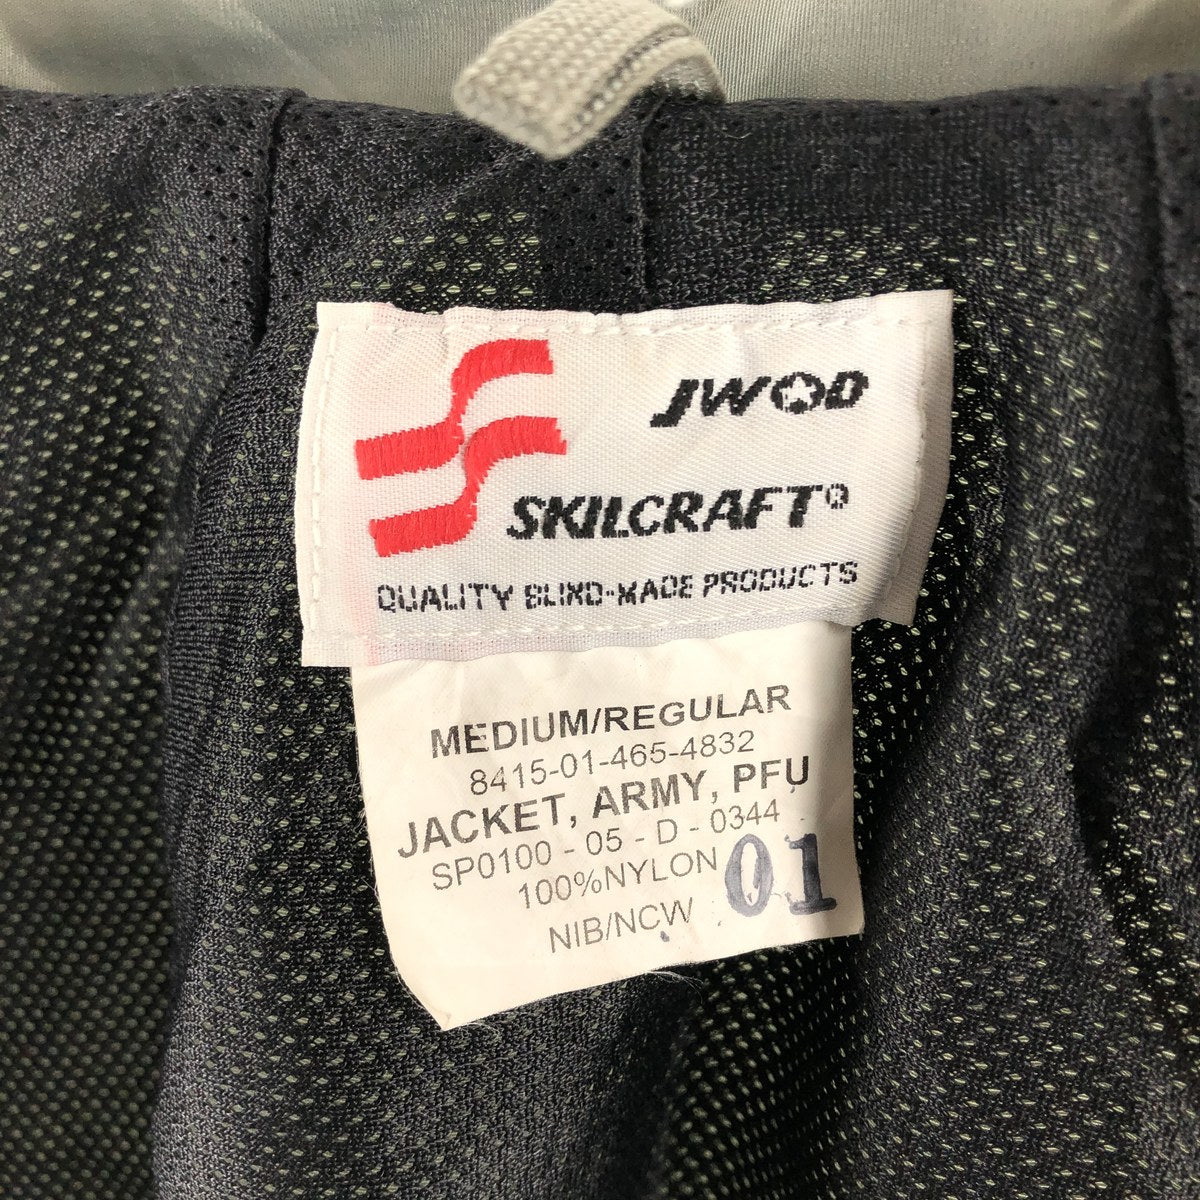 JWOD
SKILCRAFT®
QUALITY BLIND-MADE PRODUCTS
MEDIUM/REGULAR
8415-01-465-4832
JACKET, ARMY, PFU
SP0100 - 05 - D - 0344
100%NYLON
01
NIB/NCW